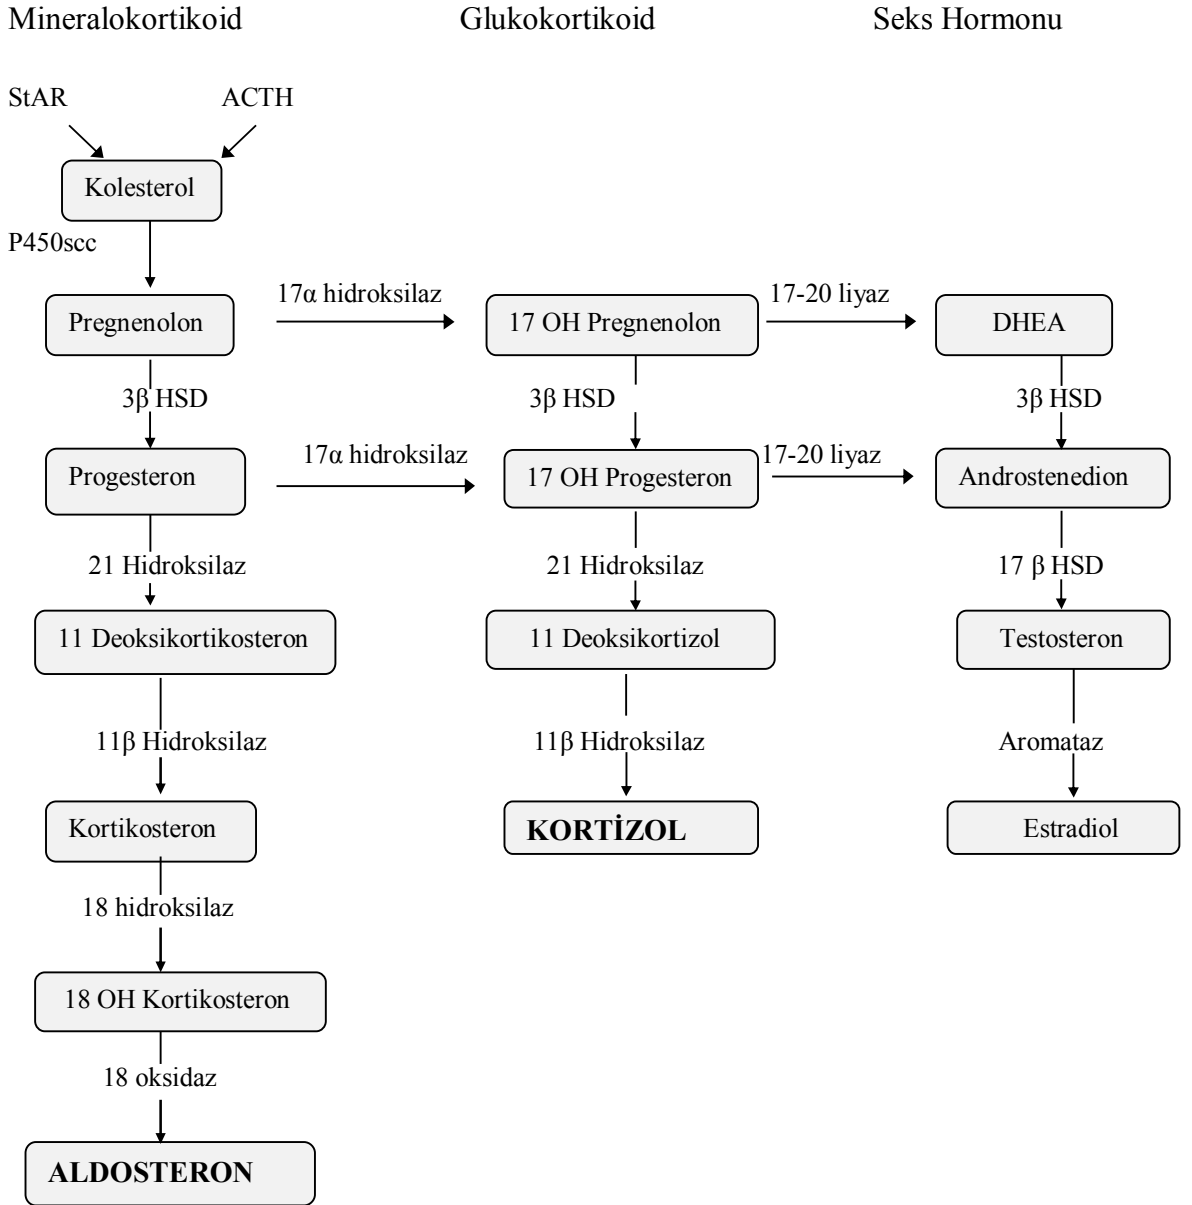 Mineralokortikoid Glukokortikoid Seks Hormonu
StAR ACTH
Kolesterol
P450scc
17α hidroksilaz 17-20 liyaz
Pregnenolon 17 OH Pregnenolon DHEA
3β HSD 3β HSD 3β HSD
17α hidroksilaz 17-20 liyaz
Progesteron 17 OH Progesteron Androstenedion
21 Hidroksilaz 21 Hidroksilaz 17 β HSD
11 Deoksikortikosteron 11 Deoksikortizol Testosteron
11β Hidroksilaz 11β Hidroksilaz Aromataz
Kortikosteron KORTİZOL Estradiol
18 hidroksilaz
18 OH Kortikosteron
18 oksidaz
ALDOSTERON